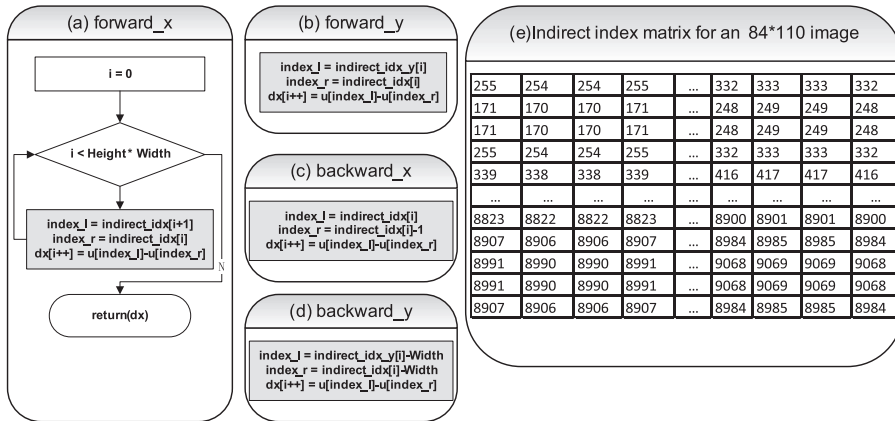 (a) forward_x
i = 0
i < Height* Width
index_l = indirect_idx[i+1]
index_r = indirect_idx[i]
dx[i++] = u[index_l]-u[index_r]
N
return(dx)
(b) forward_y
index_l = indirect_idx_y[i]
index_r = indirect_idx[i]
dx[i++] = u[index_l]-u[index_r]
(c) backward_x
index_l = indirect_idx[i]
index_r = indirect_idx[i]-1
dx[i++] = u[index_l]-u[index_r]
(d) backward_y
index_l = indirect_idx_y[i]-Width
index_r = indirect_idx[i]-Width
dx[i++] = u[index_l]-u[index_r]
(e)Indirect index matrix for an 84*110 image
255 254 254 255 ... 332 333 333 332
171 170 170 171 ... 248 249 249 248
171 170 170 171 ... 248 249 249 248
255 254 254 255 ... 332 333 333 332
339 338 338 339 ... 416 417 417 416
... ... ... ... ... ... ... ... ...
8823 8822 8822 8823 ... 8900 8901 8901 8900
8907 8906 8906 8907 ... 8984 8985 8985 8984
8991 8990 8990 8991 ... 9068 9069 9069 9068
8991 8990 8990 8991 ... 9068 9069 9069 9068
8907 8906 8906 8907 ... 8984 8985 8985 8984